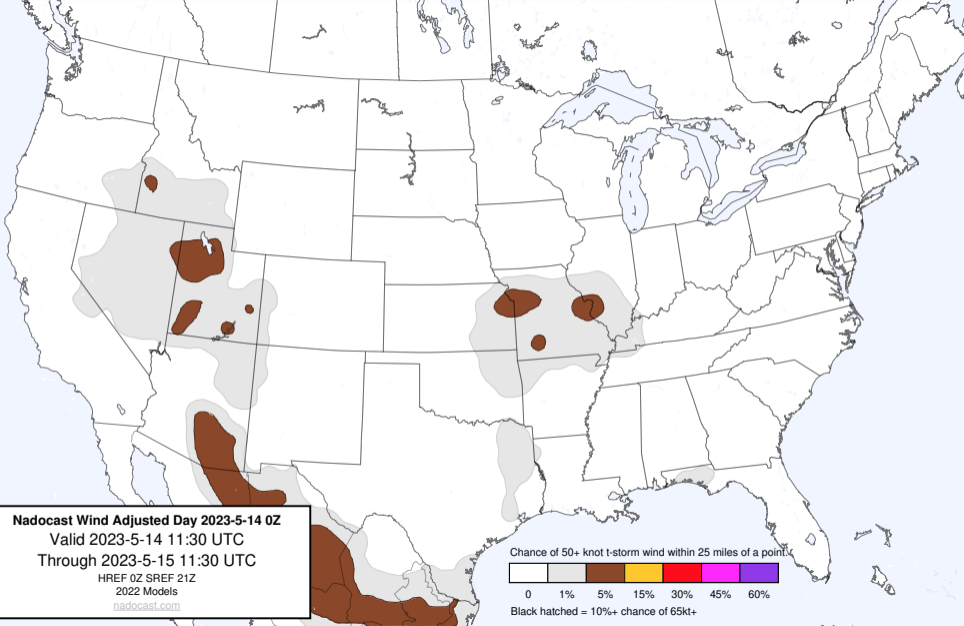 Nadocast Wind Adjusted Day 2023-5-14 0Z
Valid 2023-5-14 11:30 UTC
Through 2023-5-15 11:30 UTC
HREF 0Z SREF 21Z
2022 Models
nadocast.com
Chance of 50+ knot t-storm wind within 25 miles of a point.
0 1% 5% 15% 30% 45% 60%
Black hatched = 10%+ chance of 65kt+